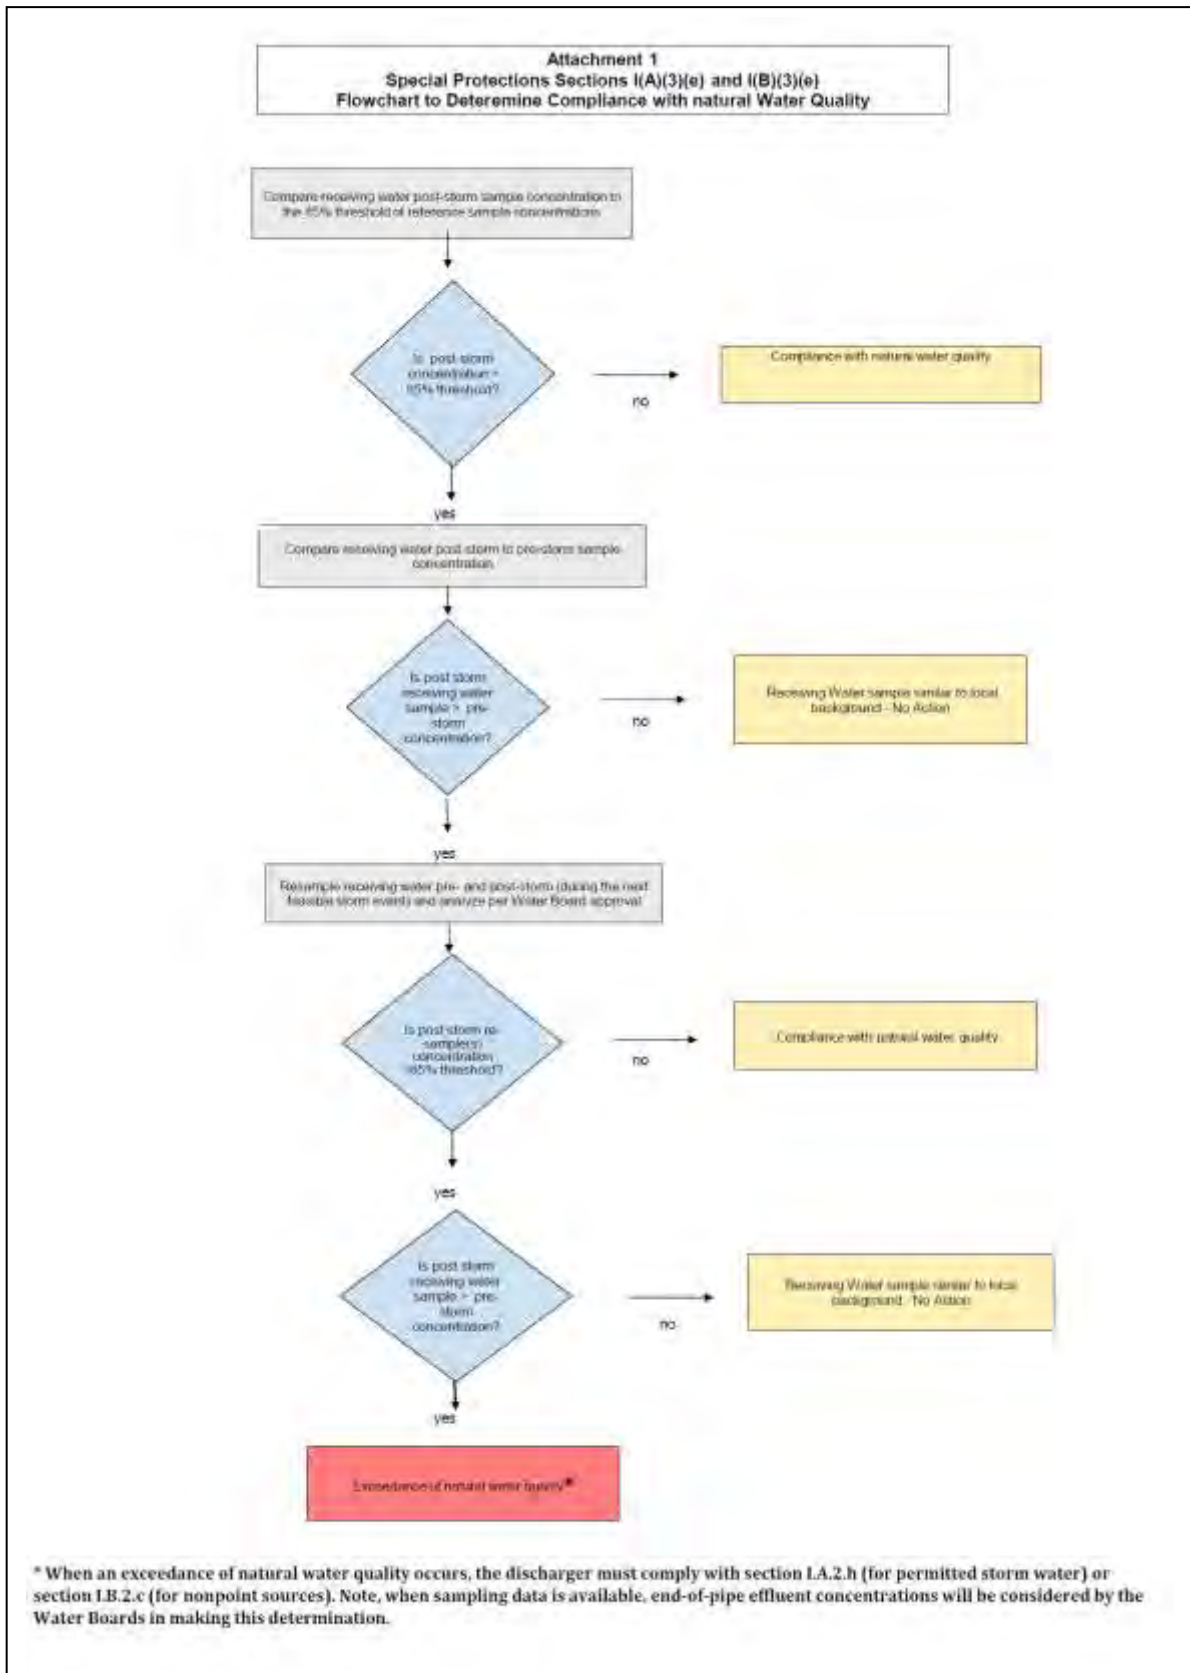 Attachment 1
Special Protections Sections I(A)(3)(e) and I(B)(3)(e)
Flowchart to Deteremine Compliance with natural Water Quality
Compare receiving water post-storm sample concentration to
the 85% threshold of reference sample concentrations
Is post-storm
concentration >
85% threshold?
no
Compliance with natural water quality
yes
Compare receiving water post-storm to pre-storm sample
concentration
Is post storm
receiving water
sample > pre-
storm
concentration?
no
Receiving Water sample similar to local
background - No Action
yes
Resample receiving water pre- and post-storm (during the next
feasible storm event) and analyze per Water Board approval
Is post storm re-
sample(s)
concentration
>85% threshold?
no
Compliance with natural water quality
yes
Is post storm
receiving water
sample > pre-
storm
concentration?
no
Receiving Water sample similar to local
background - No Action
yes
Exceedance of natural water quality*
* When an exceedance of natural water quality occurs, the discharger must comply with section I.A.2.h (for permitted storm water) or
section I.B.2.c (for nonpoint sources). Note, when sampling data is available, end-of-pipe effluent concentrations will be considered by the
Water Boards in making this determination.